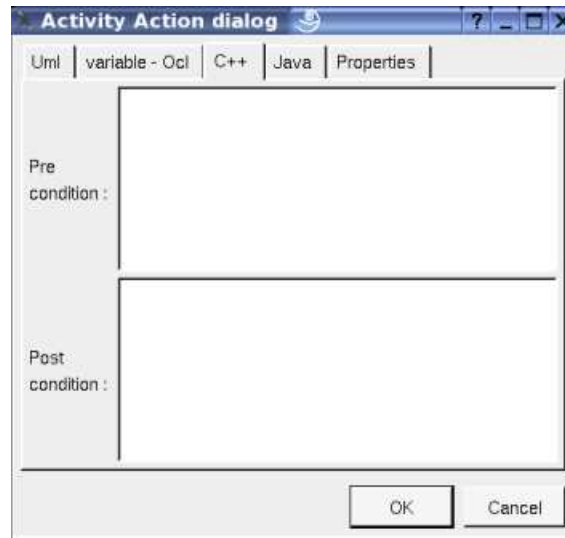 Activity Action dialog
Uml variable - Ocl C++ Java Properties
Pre
condition :
Post
condition :
OK Cancel